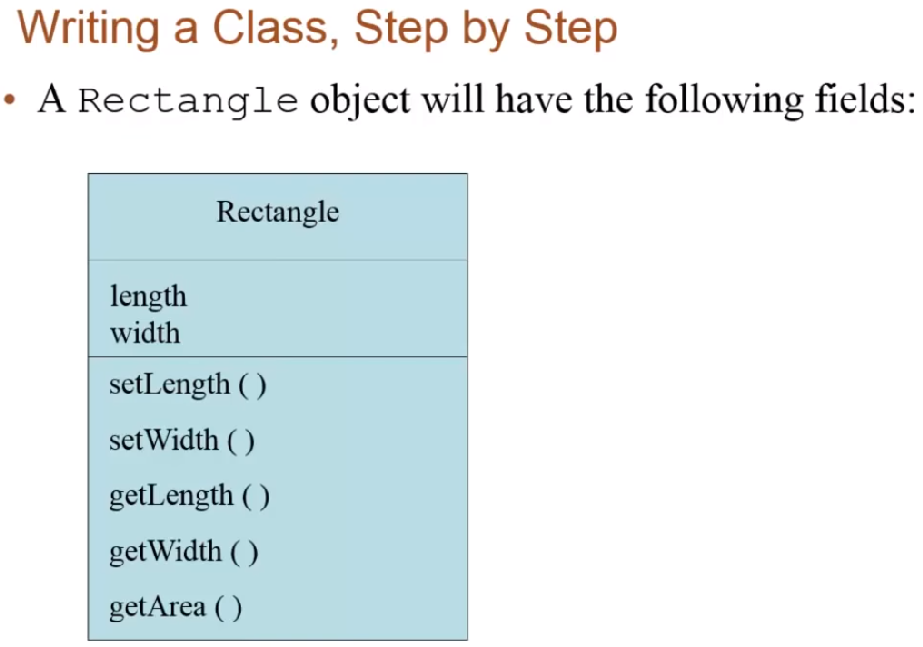 Writing a Class, Step by Step
• A Rectangle object will have the following fields:
Rectangle
length
width
setLength ( )
setWidth ( )
getLength ( )
getWidth ( )
getArea ( )